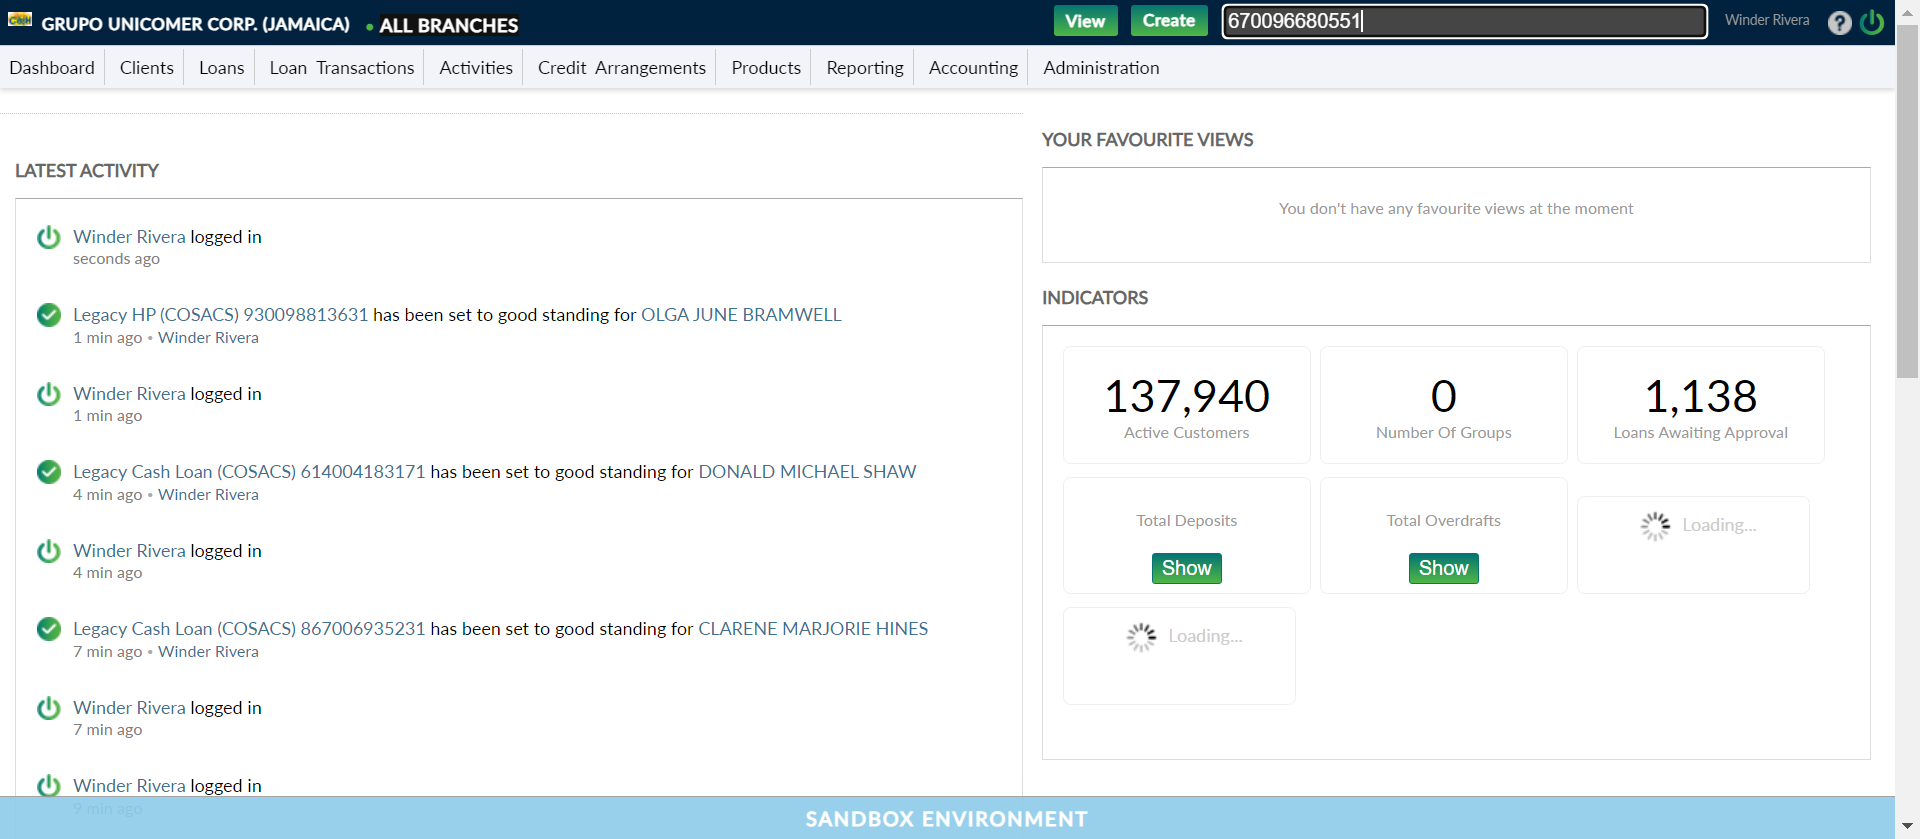 CASH
GRUPO UNICOMER CORP. (JAMAICA) • ALL BRANCHES
View
Create
670096680551
Winder Rivera
?
Dashboard
Clients
Loans
Loan Transactions
Activities
Credit Arrangements
Products
Reporting
Accounting
Administration
LATEST ACTIVITY
Winder Rivera logged in
seconds ago
Legacy HP (COSACS) 930098813631 has been set to good standing for OLGA JUNE BRAMWELL
1 min ago • Winder Rivera
Winder Rivera logged in
1 min ago
Legacy Cash Loan (COSACS) 614004183171 has been set to good standing for DONALD MICHAEL SHAW
4 min ago • Winder Rivera
Winder Rivera logged in
4 min ago
Legacy Cash Loan (COSACS) 867006935231 has been set to good standing for CLARENE MARJORIE HINES
7 min ago • Winder Rivera
Winder Rivera logged in
7 min ago
Winder Rivera logged in
9 min ago
YOUR FAVOURITE VIEWS
You don't have any favourite views at the moment
INDICATORS
137,940
Active Customers
0
Number Of Groups
1,138
Loans Awaiting Approval
Total Deposits
Show
Total Overdrafts
Show
Loading...
Loading...
SANDBOX ENVIRONMENT